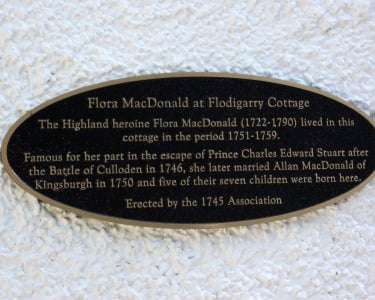 Flora MacDonald at Flodigarry Cottage
The Highland heroine Flora MacDonald (1722-1790) lived in this
cottage in the period 1751-1759.
Famous for her part in the escape of Prince Charles Edward Stuart after
the Battle of Culloden in 1746, she later married Allan MacDonald of
Kingsburgh in 1750 and five of their seven children were born here.
Erected by the 1745 Association